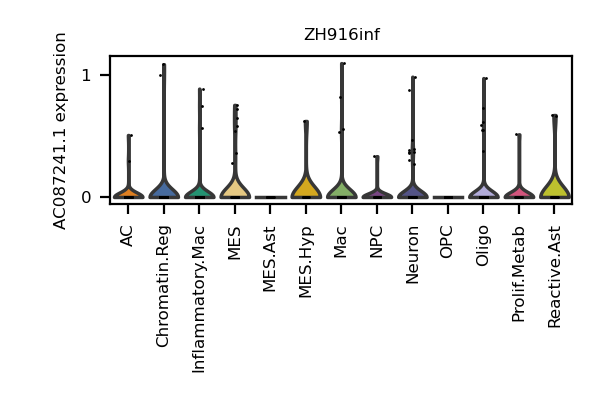 ZH916inf
AC087241.1 expression
1
0
AC
Chromatin.Reg
Inflammatory.Mac
MES
MES.Ast
MES.Hyp
Mac
NPC
Neuron
OPC
Oligo
Prolif.Metab
Reactive.Ast